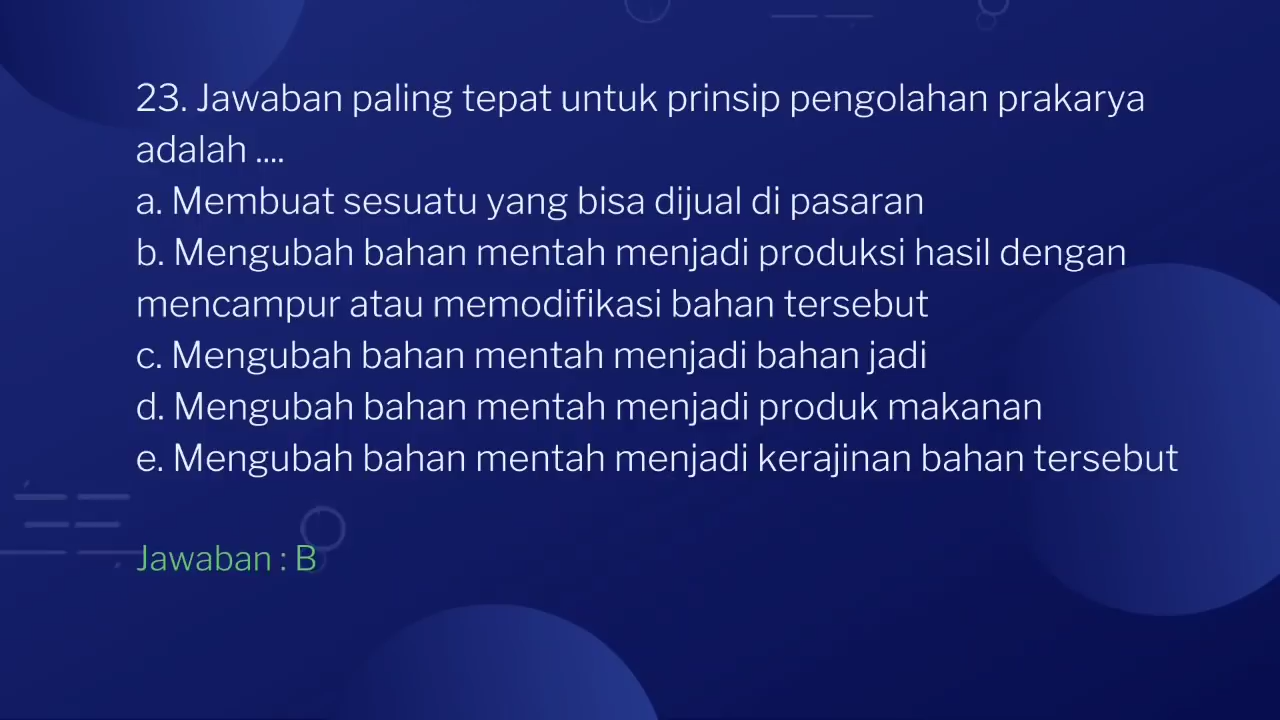 23. Jawaban paling tepat untuk prinsip pengolahan prakarya
adalah ....
a. Membuat sesuatu yang bisa dijual di pasaran
b. Mengubah bahan mentah menjadi produksi hasil dengan
mencampur atau memodifikasi bahan tersebut
c. Mengubah bahan mentah menjadi bahan jadi
d. Mengubah bahan mentah menjadi produk makanan
e. Mengubah bahan mentah menjadi kerajinan bahan tersebut
Jawaban : B